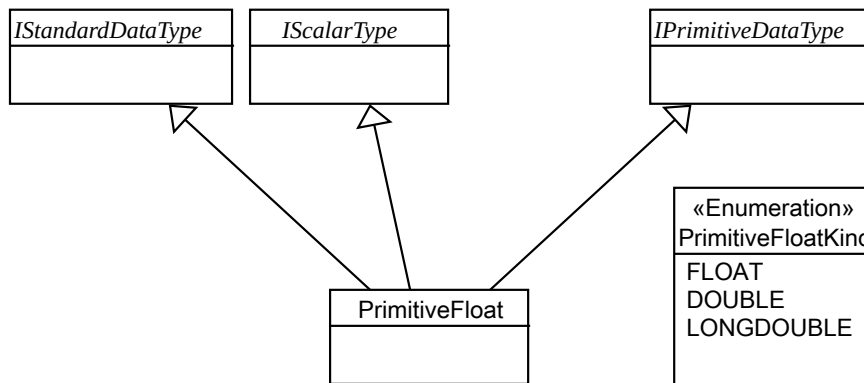 IStandardDataType
IScalarType
IPrimitiveDataType
«Enumeration»
PrimitiveFloatKind
FLOAT
DOUBLE
LONGDOUBLE
PrimitiveFloat